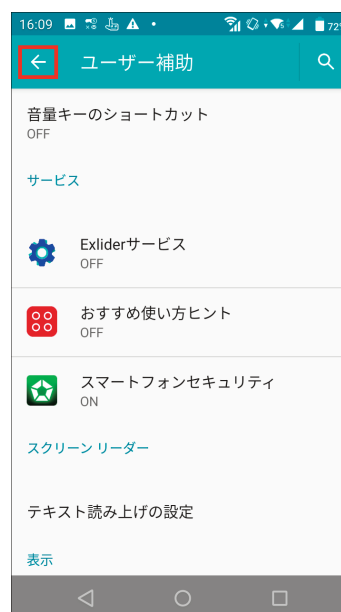 16:09 72
ユーザー補助
音量キーのショートカット
OFF
サービス
Exliderサービス
OFF
おすすめ使い方ヒント
OFF
スマートフォンセキュリティ
ON
スクリーン リーダー
テキスト読み上げの設定
表示